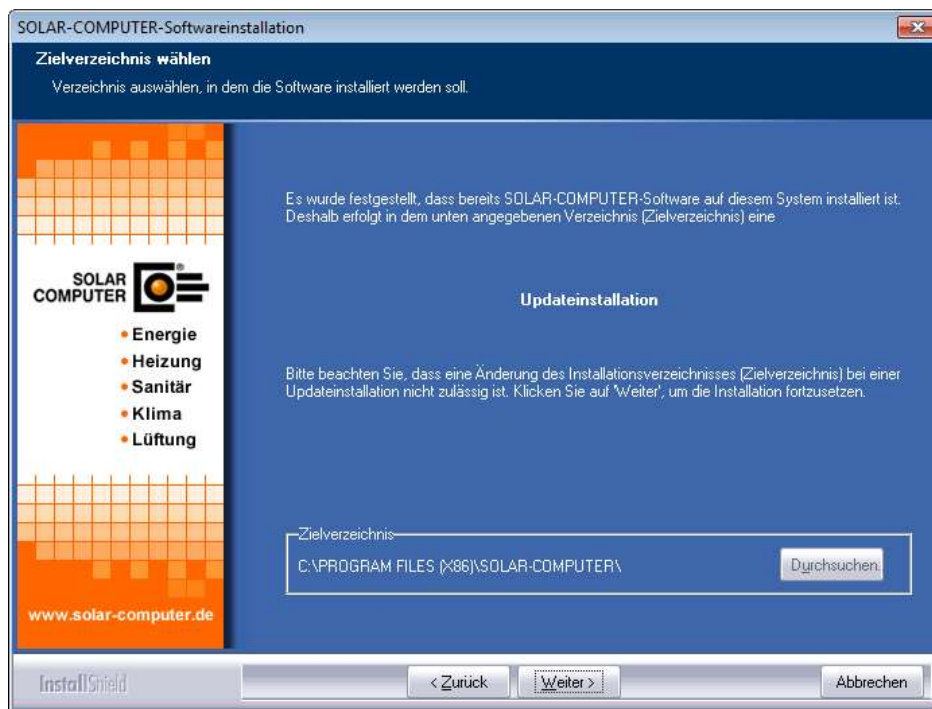 SOLAR-COMPUTER-Softwareinstallation
Zielverzeichnis wählen
Verzeichnis auswählen, in dem die Software installiert werden soll.
Es wurde festgestellt, dass bereits SOLAR-COMPUTER-Software auf diesem System installiert ist.
Deshalb erfolgt in dem unten angegebenen Verzeichnis (Zielverzeichnis) eine
Updateinstallation
Bitte beachten Sie, dass eine Änderung des Installationsverzeichnisses (Zielverzeichnis) bei einer
Updateinstallation nicht zulässig ist. Klicken Sie auf 'Weiter', um die Installation fortzusetzen.
SOLAR
COMPUTER ®
• Energie
• Heizung
• Sanitär
• Klima
• Lüftung
www.solar-computer.de
Zielverzeichnis
C:\PROGRAM FILES (X86)\SOLAR-COMPUTER\
Durchsuchen
InstallShield
< Zurück
Weiter >
Abbrechen